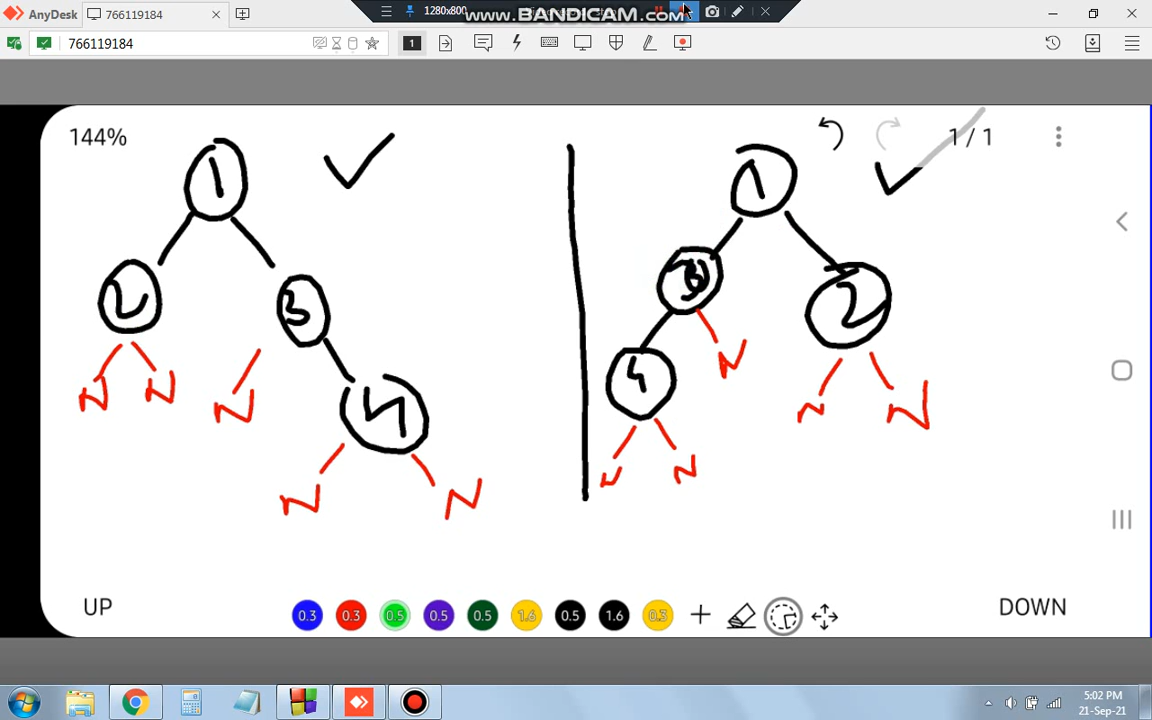 AnyDesk
766119184
1280x800
www.BANDICAM.com
766119184
1
144%
1 / 1
1
1
2
3
3
2
N
N
N
4
4
N
N
N
N
N
N
N
UP
0.3
0.3
0.5
0.5
0.5
1.6
0.5
1.6
0.3
DOWN
5:02 PM
21-Sep-21